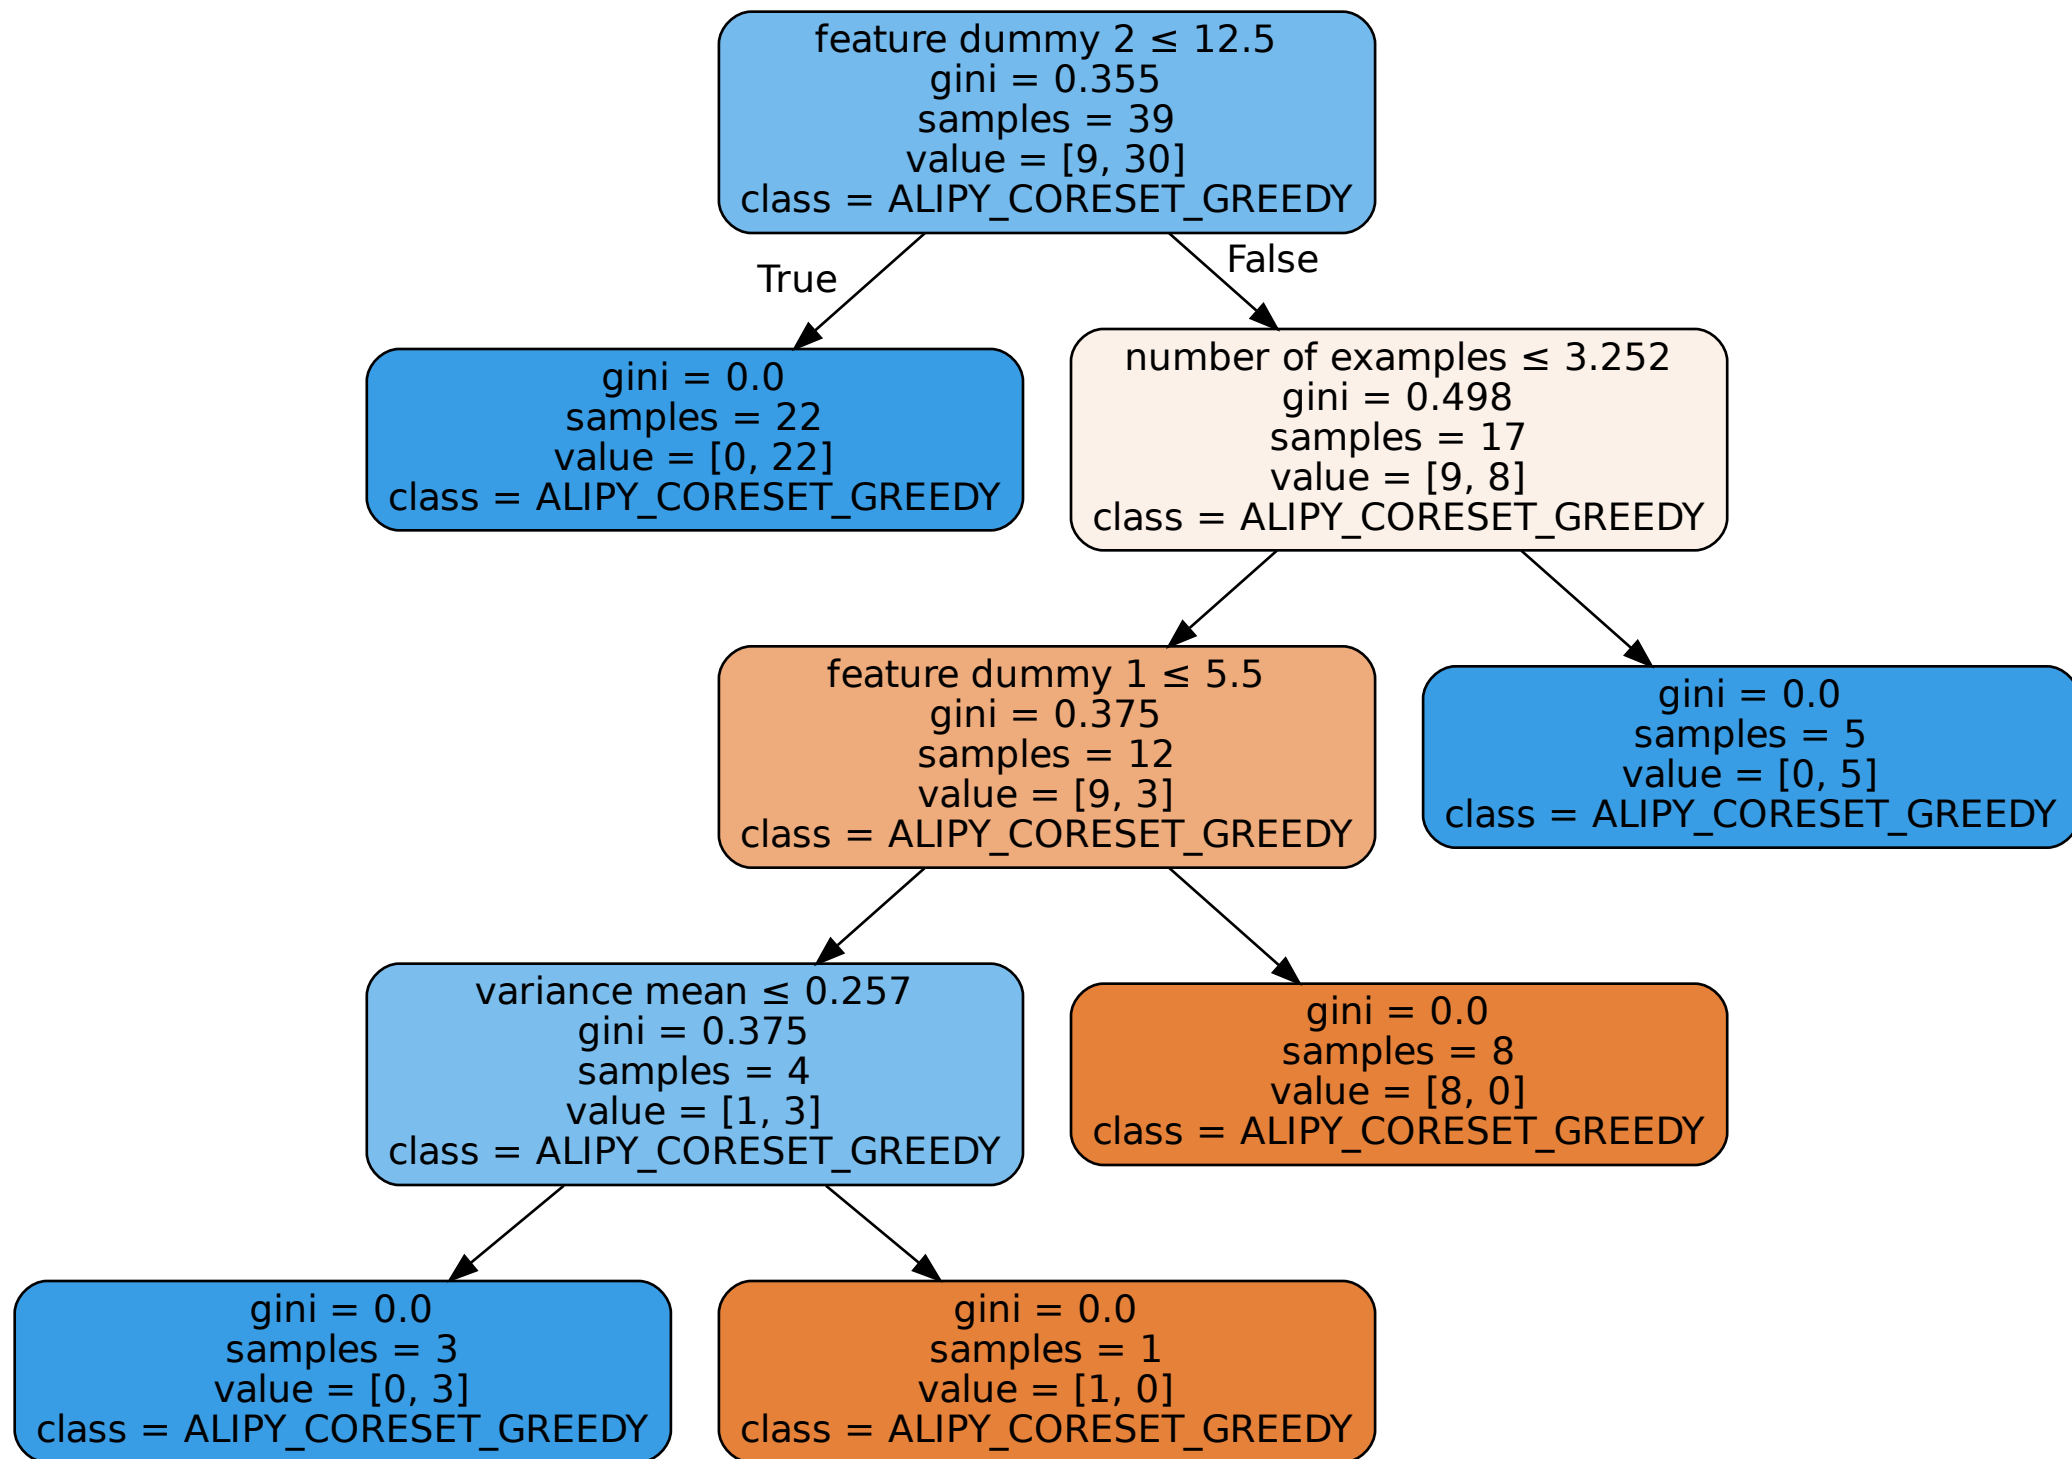 feature dummy 2 ≤ 12.5
gini = 0.355
samples = 39
value = [9, 30]
class = ALIPY_CORESET_GREEDY
True
False
gini = 0.0
samples = 22
value = [0, 22]
class = ALIPY_CORESET_GREEDY
number of examples ≤ 3.252
gini = 0.498
samples = 17
value = [9, 8]
class = ALIPY_CORESET_GREEDY
feature dummy 1 ≤ 5.5
gini = 0.375
samples = 12
value = [9, 3]
class = ALIPY_CORESET_GREEDY
gini = 0.0
samples = 5
value = [0, 5]
class = ALIPY_CORESET_GREEDY
variance mean ≤ 0.257
gini = 0.375
samples = 4
value = [1, 3]
class = ALIPY_CORESET_GREEDY
gini = 0.0
samples = 8
value = [8, 0]
class = ALIPY_CORESET_GREEDY
gini = 0.0
samples = 3
value = [0, 3]
class = ALIPY_CORESET_GREEDY
gini = 0.0
samples = 1
value = [1, 0]
class = ALIPY_CORESET_GREEDY